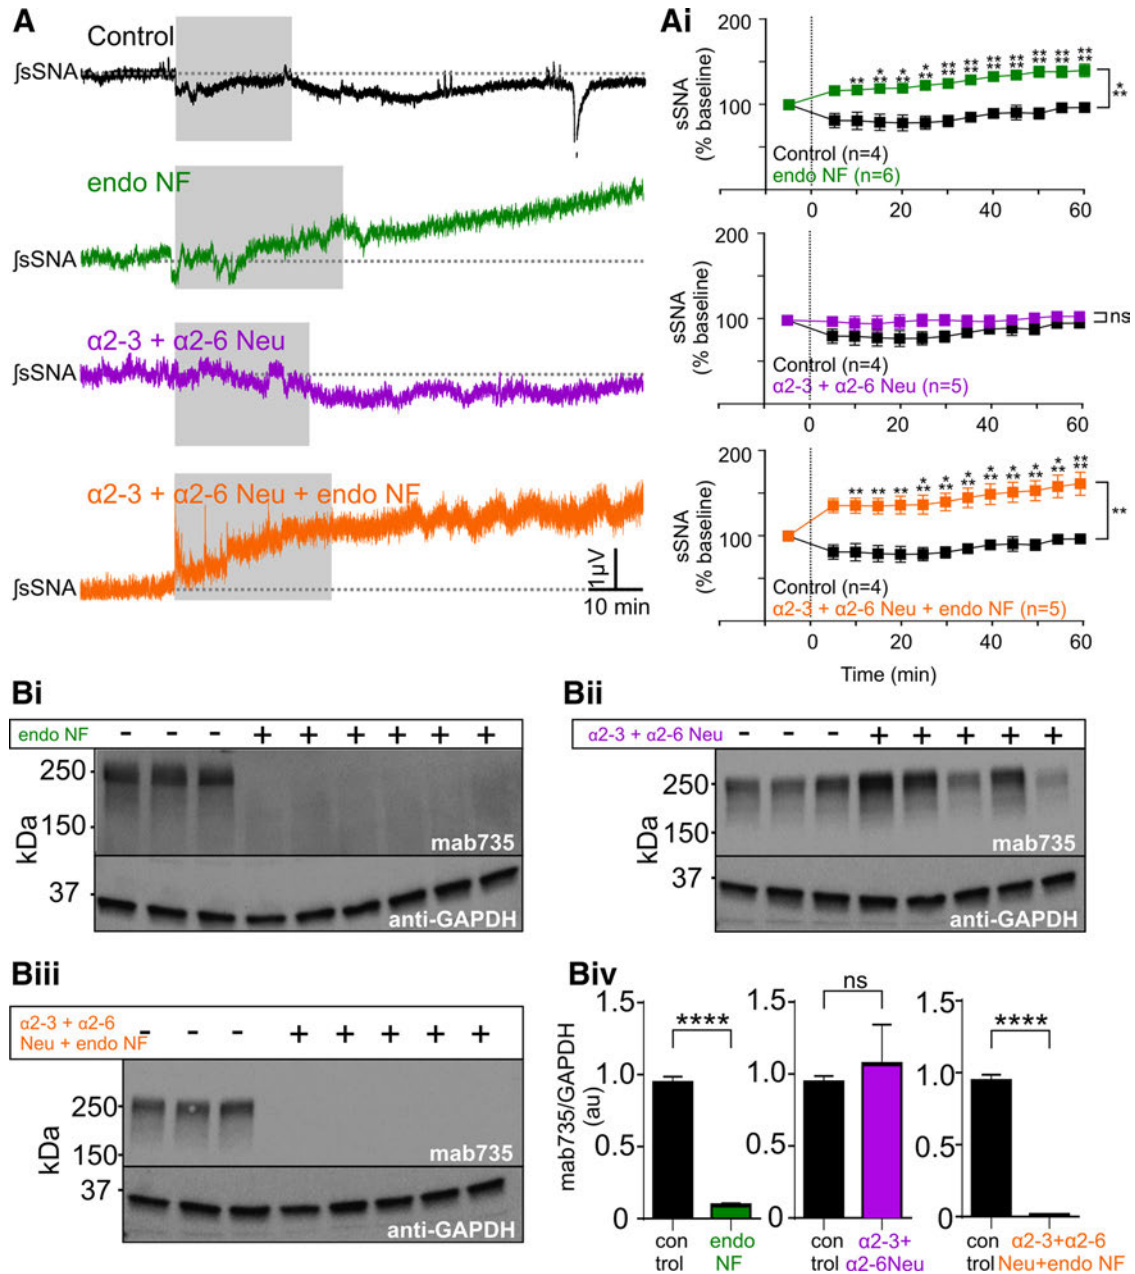 A
Control
∫sSNA
endo NF
∫sSNA
α2-3 + α2-6 Neu
∫sSNA
α2-3 + α2-6 Neu + endo NF
∫sSNA
1µV
10 min
Ai
200
100
sSNA
(% baseline)
** *** *** *** **** **** **** **** **** **** ****
***
Control (n=4)
endo NF (n=6)
0 20 40 60
200
100
sSNA
(% baseline)
ns
Control (n=4)
α2-3 + α2-6 Neu (n=5)
0 20 40 60
200
100
sSNA
(% baseline)
** ** ** *** *** *** *** *** *** *** ****
**
Control (n=4)
α2-3 + α2-6 Neu + endo NF (n=5)
0 20 40 60
Time (min)
Bi
endo NF - - - + + + + + +
250
150
kDa
mab735
37
anti-GAPDH
Bii
α2-3 + α2-6 Neu - - - + + + + +
250
150
kDa
mab735
37
anti-GAPDH
Biii
α2-3 + α2-6
Neu + endo NF - - - + + + + +
250
150
kDa
mab735
37
anti-GAPDH
Biv
mab735/GAPDH
(au)
1.5
1.0
0.5
0
****
con
trol
endo
NF
1.5
1.0
0.5
0
ns
con
trol
α2-3+
α2-6Neu
1.5
1.0
0.5
0
****
con
trol
α2-3+α2-6
Neu+endo NF